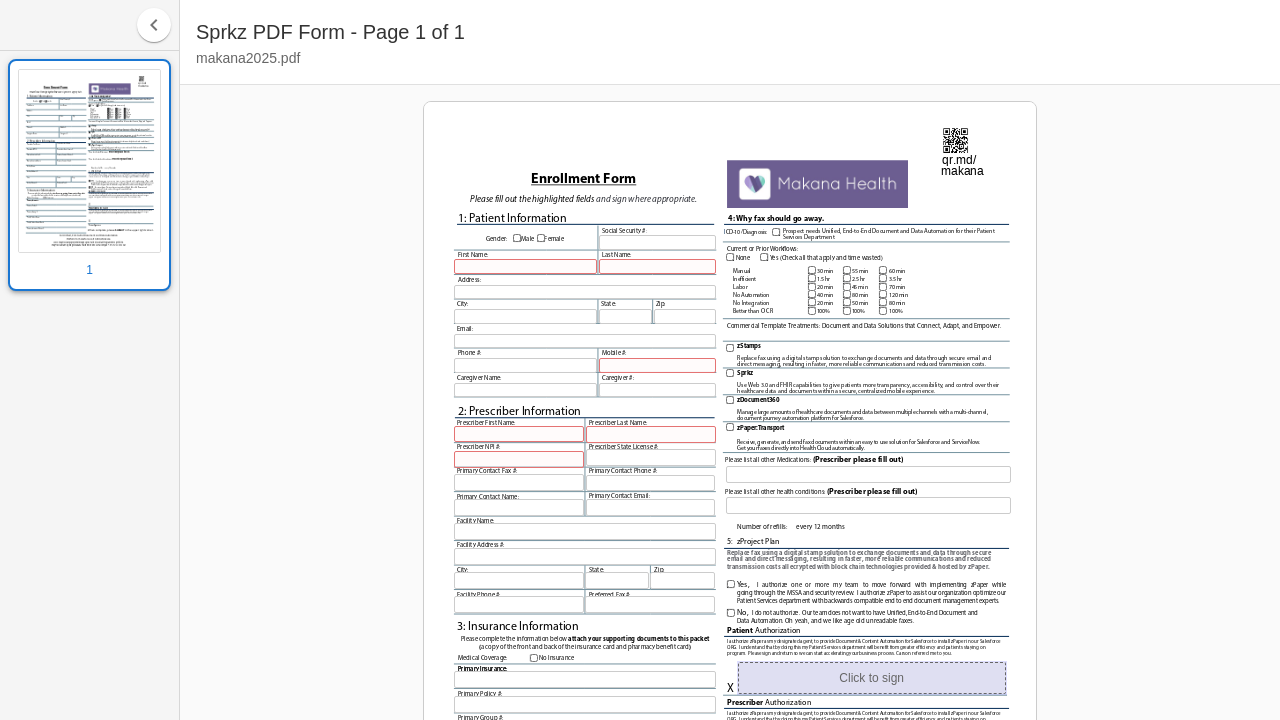 Sprkz PDF Form - Page 1 of 1
makana2025.pdf
1
qr.md/
makana
Makana Health
nrollment Form
Please fill out highlighted fields and sign where appropriate.
1: Patient Information
Social Security #:
Gender: Male Female
First Name: Last Name:
Address:
City: State: Zip:
Email:
Phone #: Mobile #:
Caregiver Name: Caregiver #:
2: Prescriber Information
Prescriber First Name: Prescriber Last Name:
Prescriber NPI #: Prescriber State License #:
Primary Contact Fax #: Primary Contact Phone #:
Primary Contact Name: Primary Contact Email:
Facility Name:
Facility Address #:
City: State: Zip:
Facility Phone #: Preferred Fax#:
3: Insurance Information
Please complete the information below attach your supporting documents to this packet
(a copy of the front and back of the insurance card and pharmacy benefit card)
Medical Coverage: No Insurance
Primary Insurance:
Primary Policy #:
Primary Group #:
4: Why fax should go away.
ICD-10/Diagnosis: Prospect needs Unified, End-to-End Document and Data Automation for their Patient
Services Department
Current or Prior Workflows:
None Yes (Check all that apply and time wasted)
Manual 30 min 55 min 60 min
Inefficient 1.5 hr 2.5 hr 3.5 hr
Labor 20 min 45 min 70 min
No Automation 40 min 80 min 120 min
No Integration 20 min 50 min 60 min
Better than OCR 100% 100% 100%
Commercial Template Treatments: Document and Data Solutions that Connect, Adapt, and Empower.
zStamps
Replace fax using a digital stamp solution to exchange documents and data through secure email and
direct messaging, resulting in faster, more reliable communications and reduced transmission costs.
Sprkz
Use Web 3.0 and FHIR capabilities to give patients more transparency, accessibility, and control over their
healthcare data and documents within a secure, centralized mobile experience.
zDocument360
Manage large amounts of healthcare documents and data between multiple channels with a multi-channel,
document journey automation platform for Salesforce.
zPaper:Transport
Receive, generate, and send fax documents within an easy to use solution for Salesforce and ServiceNow.
Get your faxes directly into Health Cloud automatically.
Please list all other Medications: (Prescriber please fill out)
Please list all other health conditions: (Prescriber please fill out)
Number of refills: every 12 months
5: zProject Plan
Replace fax using a digital stamp solution to exchange documents and data through secure
email and direct messaging, resulting in faster, more reliable communications and reduced
transmission costs all ecrypted with block chain technologies provided & hosted by zPaper.
Yes, I authorize one or more my team to move forward with implementing zPaper while
going through the MSSA and security review. I authorize zPaper to assist our organization optimize our
Patient Services department with backwards compatible end to end document management experts.
No, I do not authorize. Our team does not want to have Unified, End-to-End Document and
Data Automation. Oh yeah, and we like age old unreadable faxes.
Patient Authorization
I authorize zPaper as my designated agent, to provide Document & Content Automation for Salesforce to install zPaper in our Salesforce
ORG. I understand that by doing this my Patient Services department will benifit from greater efficiency and patients staying on
program. Please sign and return so we can start accelerating your business process. Carson referred me to you.
X Click to sign
Prescriber Authorization
I authorize zPaper as my designated agent, to provide Document & Content Automation for Salesforce to install zPaper in our Salesforce